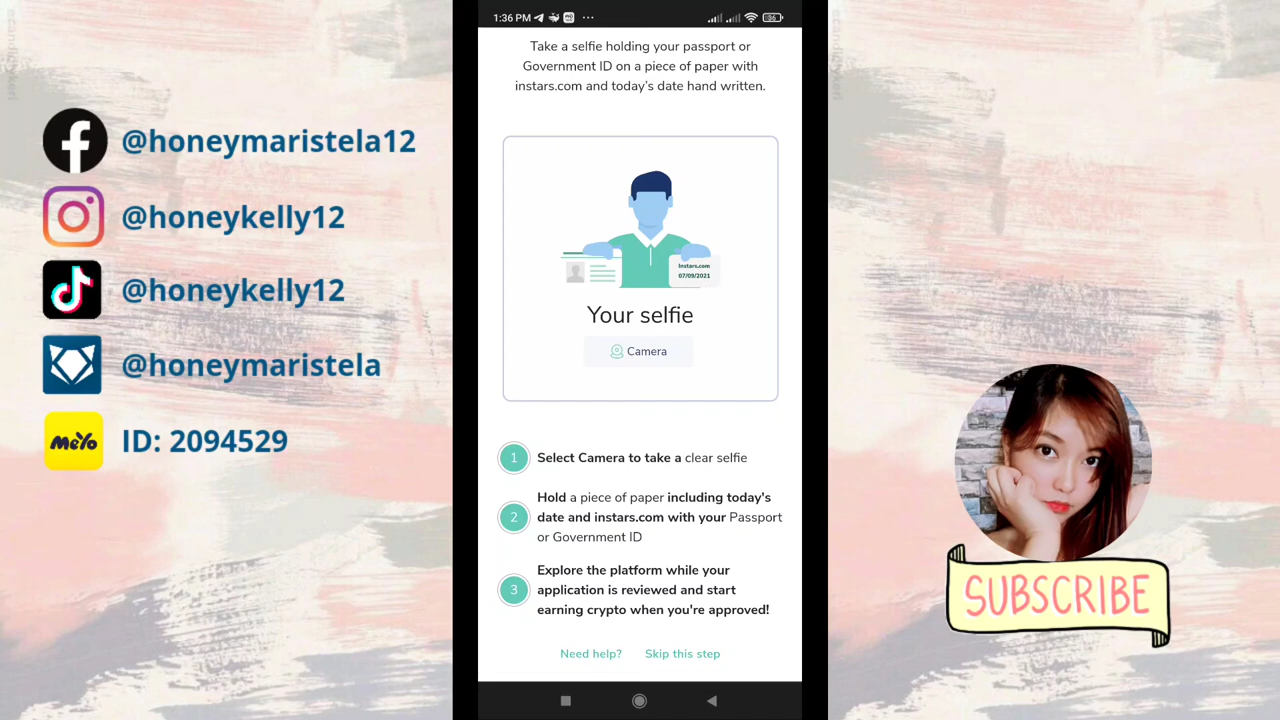 @honeymaristela12
@honeykelly12
@honeykelly12
@honeymaristela
MeYo
ID: 2094529
1:36 PM
36
Take a selfie holding your passport or
Government ID on a piece of paper with
instars.com and today's date hand written.
Instars.com
07/09/2021
Your selfie
Camera
1
Select Camera to take a clear selfie
2
Hold a piece of paper including today's
date and instars.com with your Passport
or Government ID
3
Explore the platform while your
application is reviewed and start
earning crypto when you're approved!
Need help?
Skip this step
SUBSCRIBE